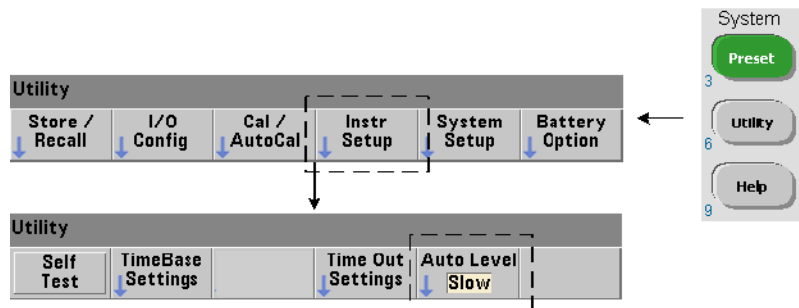 System
Preset
3
Utility
6
Help
9
Utility
Store / Recall
I/O Config
Cal / AutoCal
Instr Setup
System Setup
Battery Option
Utility
Self Test
TimeBase Settings
Time Out Settings
Auto Level
Slow